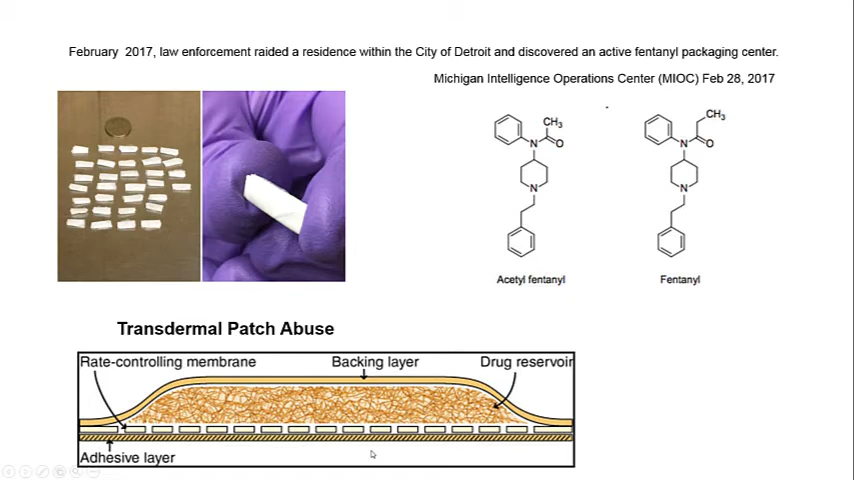 February 2017, law enforcement raided a residence within the City of Detroit and discovered an active fentanyl packaging center.
Michigan Intelligence Operations Center (MIOC) Feb 28, 2017
CH3
N
O
N
Acetyl fentanyl
CH3
N
O
N
Fentanyl
Transdermal Patch Abuse
Rate-controlling membrane
Backing layer
Drug reservoir
Adhesive layer